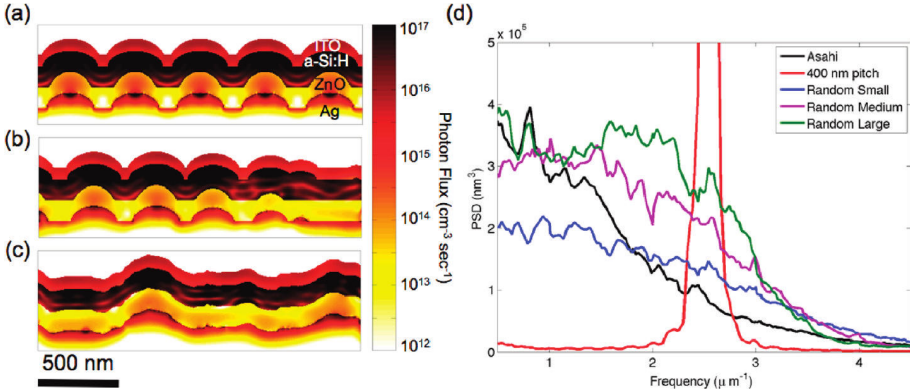 (a)
ITO
a-Si:H
ZnO
Ag
(b)
(c)
500 nm
10^17
10^16
10^15
10^14
10^13
10^12
Photon Flux (cm^-3 sec^-1)
(d)
x 10^5
5
4
3
2
1
0
PSD (nm^3)
1
2
3
4
Frequency (μ m^-1)
Asahi
400 nm pitch
Random Small
Random Medium
Random Large